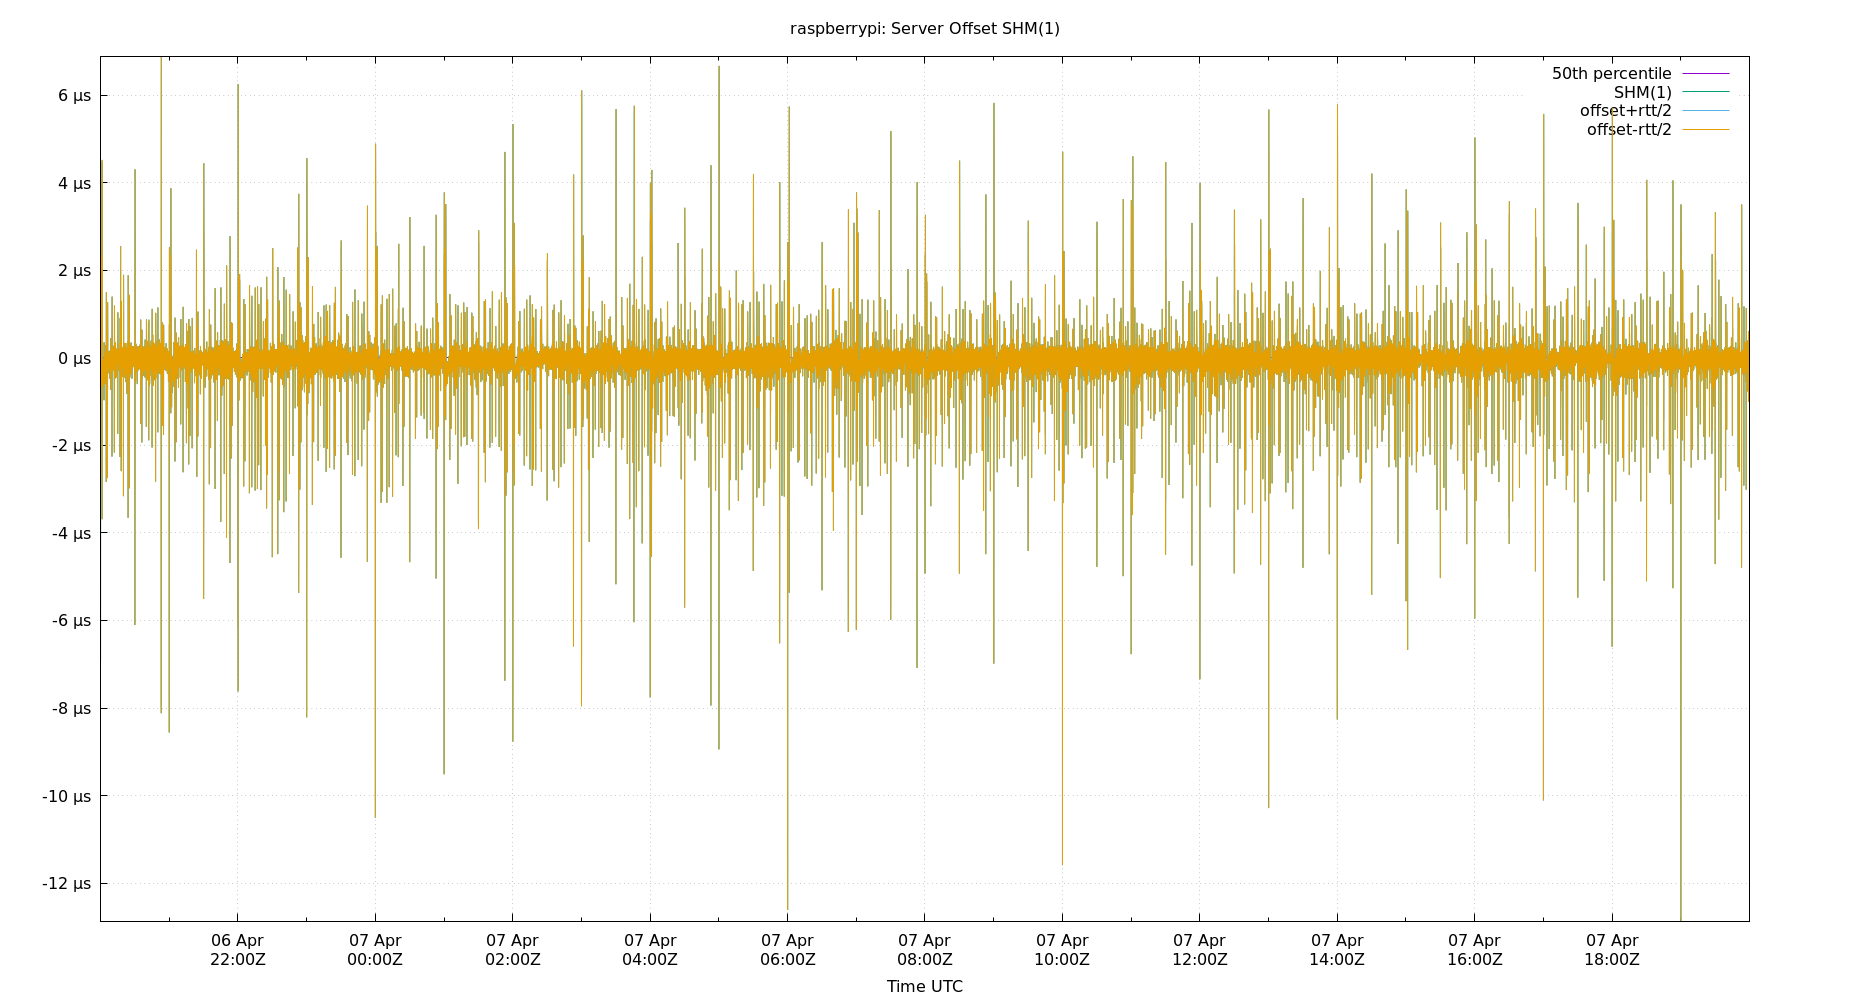 raspberrypi: Server Offset SHM(1)
50th percentile
SHM(1)
offset+rtt/2
offset-rtt/2
6 µs
4 µs
2 µs
0 µs
-2 µs
-4 µs
-6 µs
-8 µs
-10 µs
-12 µs
06 Apr 07 Apr 07 Apr 07 Apr 07 Apr 07 Apr 07 Apr 07 Apr 07 Apr 07 Apr 07 Apr
22:00Z 00:00Z 02:00Z 04:00Z 06:00Z 08:00Z 10:00Z 12:00Z 14:00Z 16:00Z 18:00Z
Time UTC